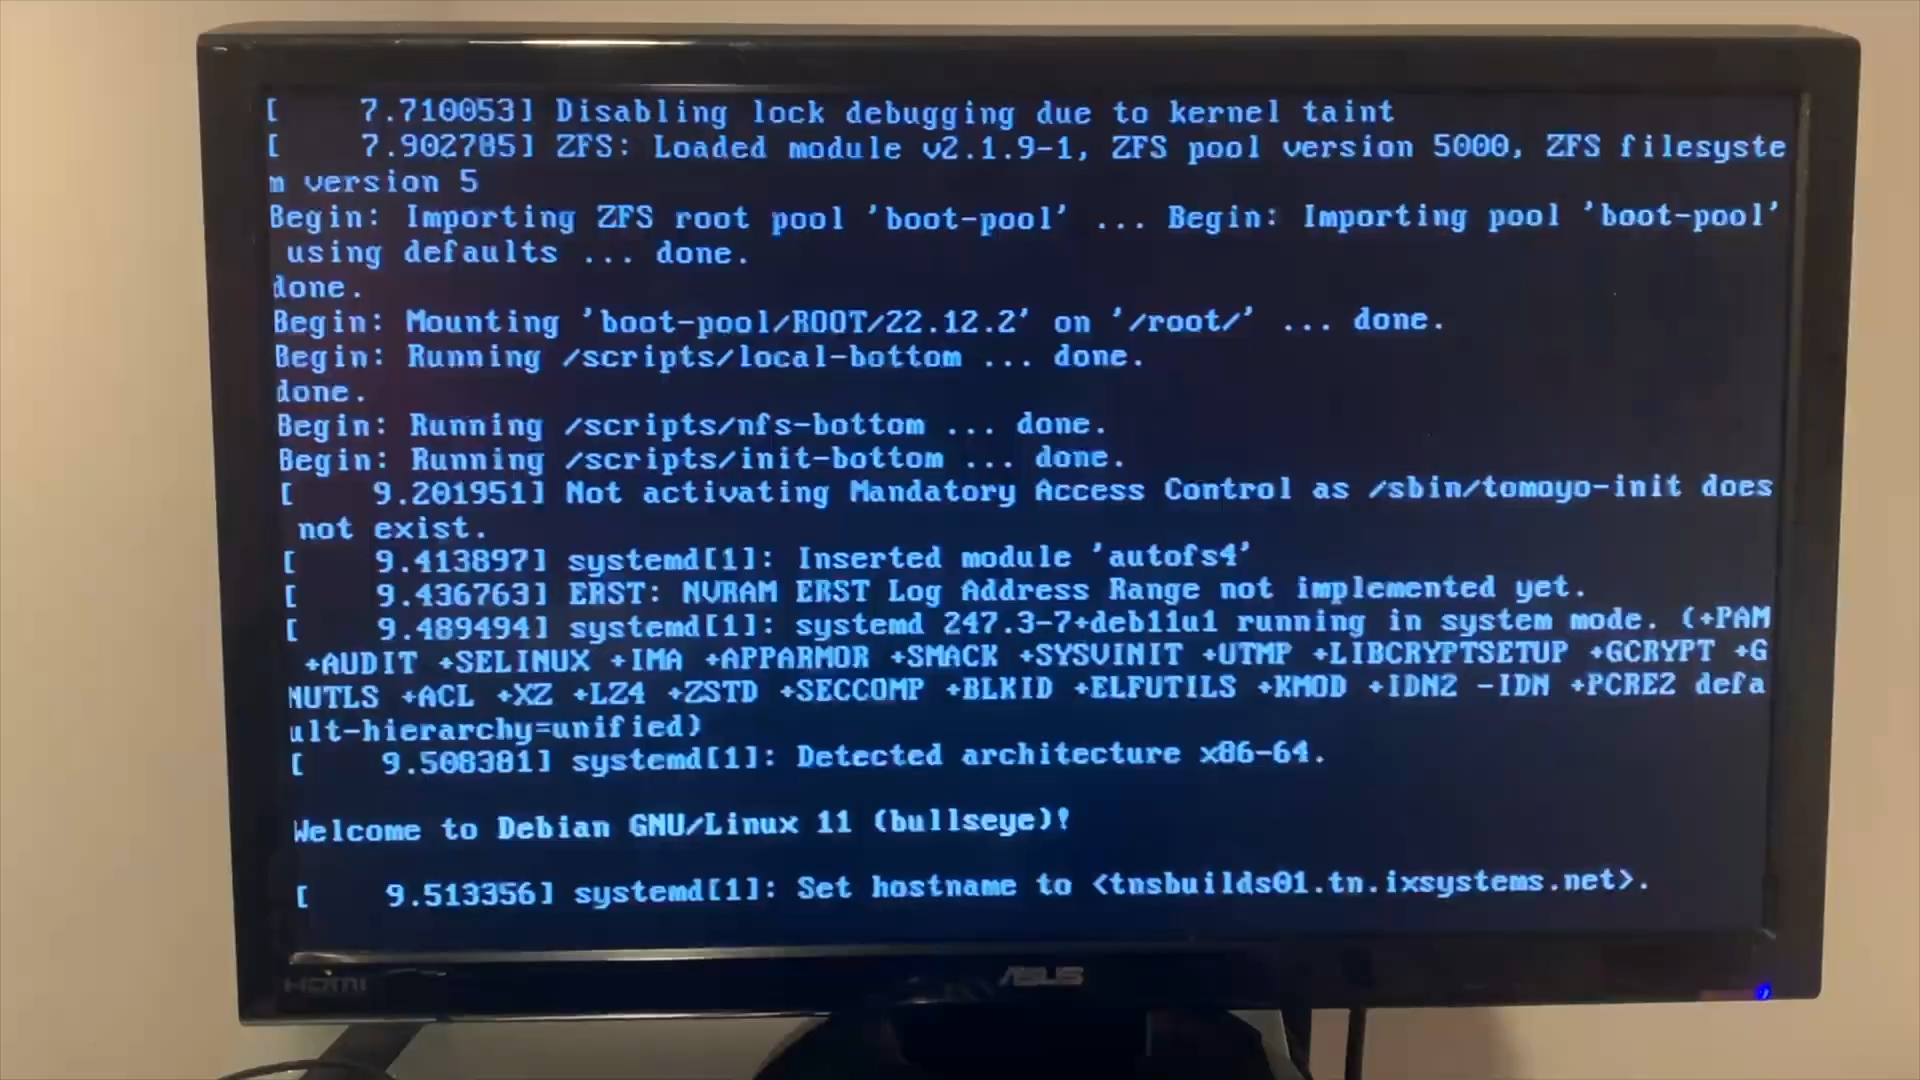 [    7.710053] Disabling lock debugging due to kernel taint
[    7.902785] ZFS: Loaded module v2.1.9-1, ZFS pool version 5000, ZFS filesyste
m version 5
Begin: Importing ZFS root pool 'boot-pool' ... Begin: Importing pool 'boot-pool'
 using defaults ... done.
done.
Begin: Mounting 'boot-pool/ROOT/22.12.2' on '/root/' ... done.
Begin: Running /scripts/local-bottom ... done.
done.
Begin: Running /scripts/nfs-bottom ... done.
Begin: Running /scripts/init-bottom ... done.
[    9.201951] Not activating Mandatory Access Control as /sbin/tomoyo-init does
 not exist.
[    9.413897] systemd[1]: Inserted module 'autofs4'
[    9.436763] ERST: NVRAM ERST Log Address Range not implemented yet.
[    9.489494] systemd[1]: systemd 247.3-7+deb11u1 running in system mode. (+PAM
 +AUDIT +SELINUX +IMA +APPARMOR +SMACK +SYSVINIT +UTMP +LIBCRYPTSETUP +GCRYPT +G
NUTLS +ACL +XZ +LZ4 +ZSTD +SECCOMP +BLKID +ELFUTILS +KMOD +IDN2 -IDN +PCRE2 defa
ult-hierarchy=unified)
[    9.508381] systemd[1]: Detected architecture x86-64.
Welcome to Debian GNU/Linux 11 (bullseye)!
[    9.513356] systemd[1]: Set hostname to <tnsbuilds01.tn.ixsystems.net>.
HDMI
ASUS